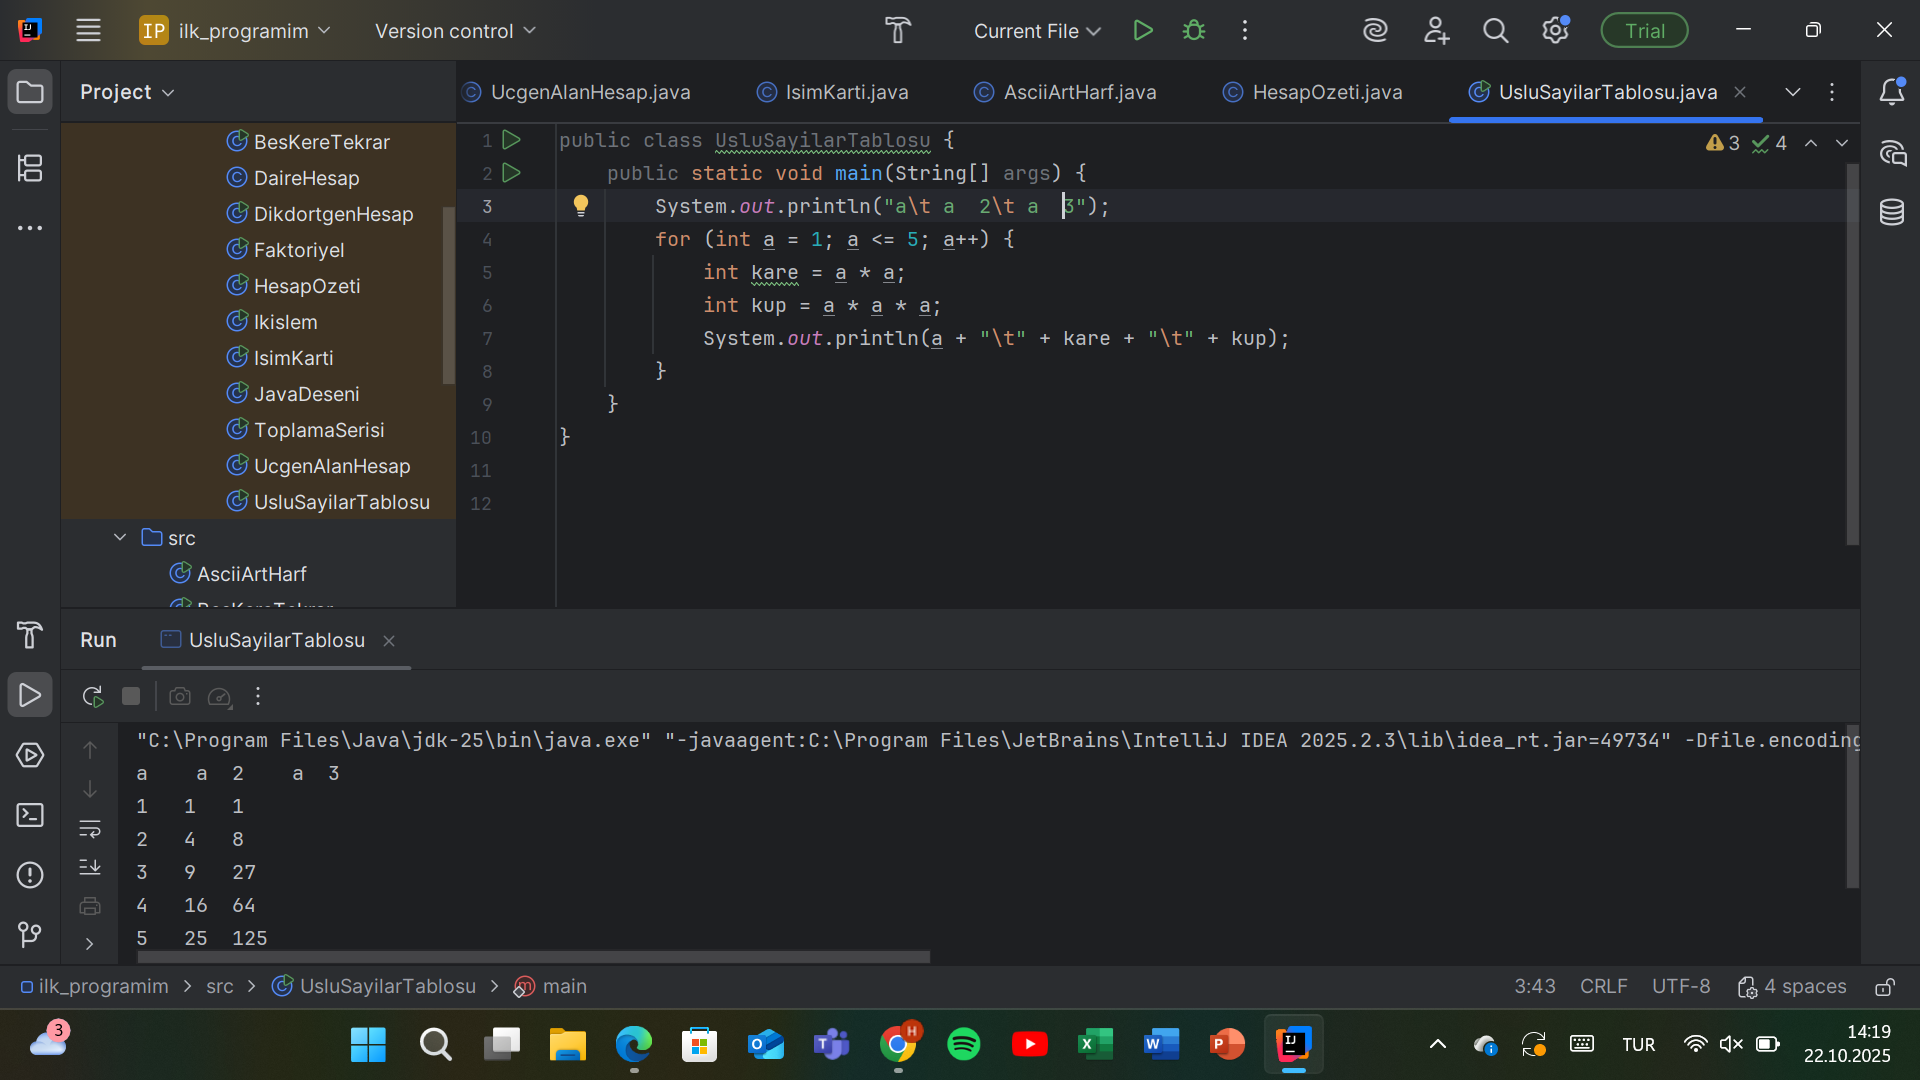 IP ilk_programim Version control Current File Trial
Project
UcgenAlanHesap.java IsimKarti.java AsciiArtHarf.java HesapOzeti.java UsluSayilarTablosu.java
BesKereTekrar
DaireHesap
DikdortgenHesap
Faktoriyel
HesapOzeti
Ikislem
IsimKarti
JavaDeseni
ToplamaSerisi
UcgenAlanHesap
UsluSayilarTablosu
src
AsciiArtHarf
BesKereTekrar
1 public class UsluSayilarTablosu {
2 public static void main(String[] args) {
3 System.out.println("a\t a  2\t a  3");
4 for (int a = 1; a <= 5; a++) {
5 int kare = a * a;
6 int kup = a * a * a;
7 System.out.println(a + "\t" + kare + "\t" + kup);
8 }
9 }
10 }
11
12
3 4
Run UsluSayilarTablosu
"C:\Program Files\Java\jdk-25\bin\java.exe" "-javaagent:C:\Program Files\JetBrains\IntelliJ IDEA 2025.2.3\lib\idea_rt.jar=49734" -Dfile.encoding
a a 2 a 3
1 1 1
2 4 8
3 9 27
4 16 64
5 25 125
ilk_programim > src > UsluSayilarTablosu > main 3:43 CRLF UTF-8 4 spaces
3 TUR 14:19
22.10.2025